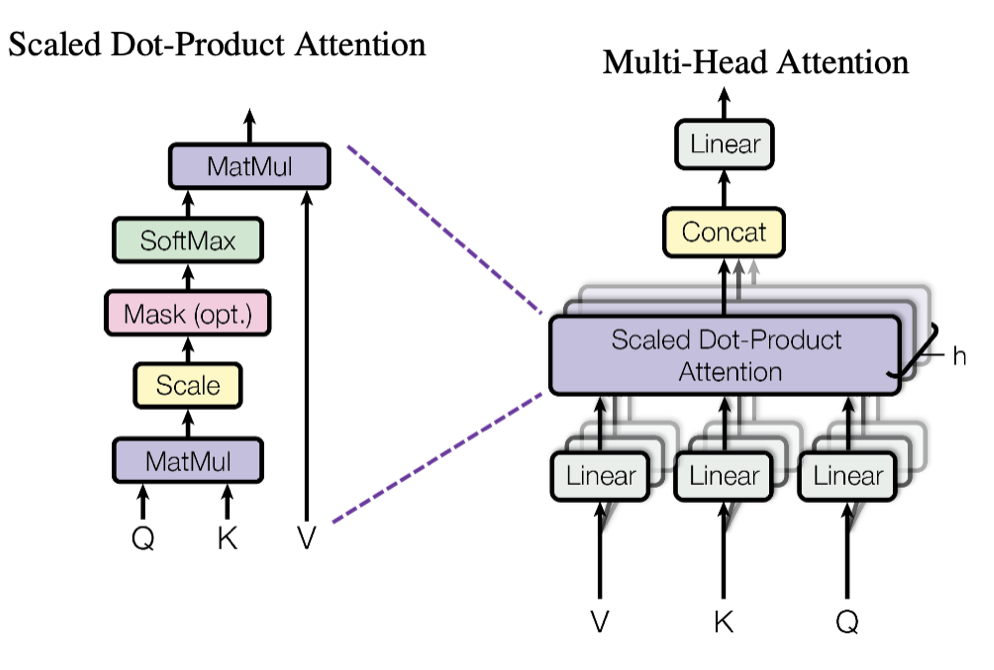 Scaled Dot-Product Attention
MatMul
SoftMax
Mask (opt.)
Scale
MatMul
Q K V
Multi-Head Attention
Linear
Concat
Scaled Dot-Product
Attention
h
Linear Linear Linear
V K Q